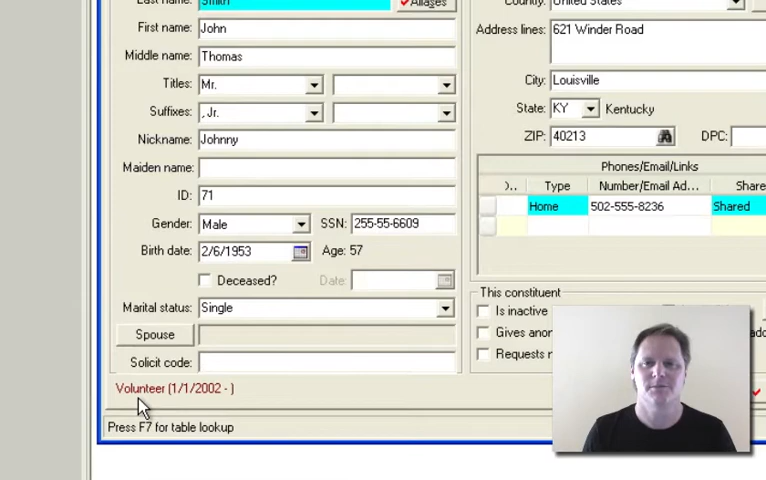 Last name: Smith Aliases
First name: John
Middle name: Thomas
Titles: Mr.
Suffixes: , Jr.
Nickname: Johnny
Maiden name:
ID: 71
Gender: Male SSN: 255-55-6609
Birth date: 2/6/1953 Age: 57
Deceased? Date:
Marital status: Single
Spouse
Solicit code:
Volunteer (1/1/2002 - )
Press F7 for table lookup
Country: United States
Address lines: 621 Winder Road
City: Louisville
State: KY Kentucky
ZIP: 40213 DPC:
Phones/Email/Links
Type Number/Email Ad... Share
Home 502-555-8236 Shared
This constituent
Is inactive
Gives anon
Requests